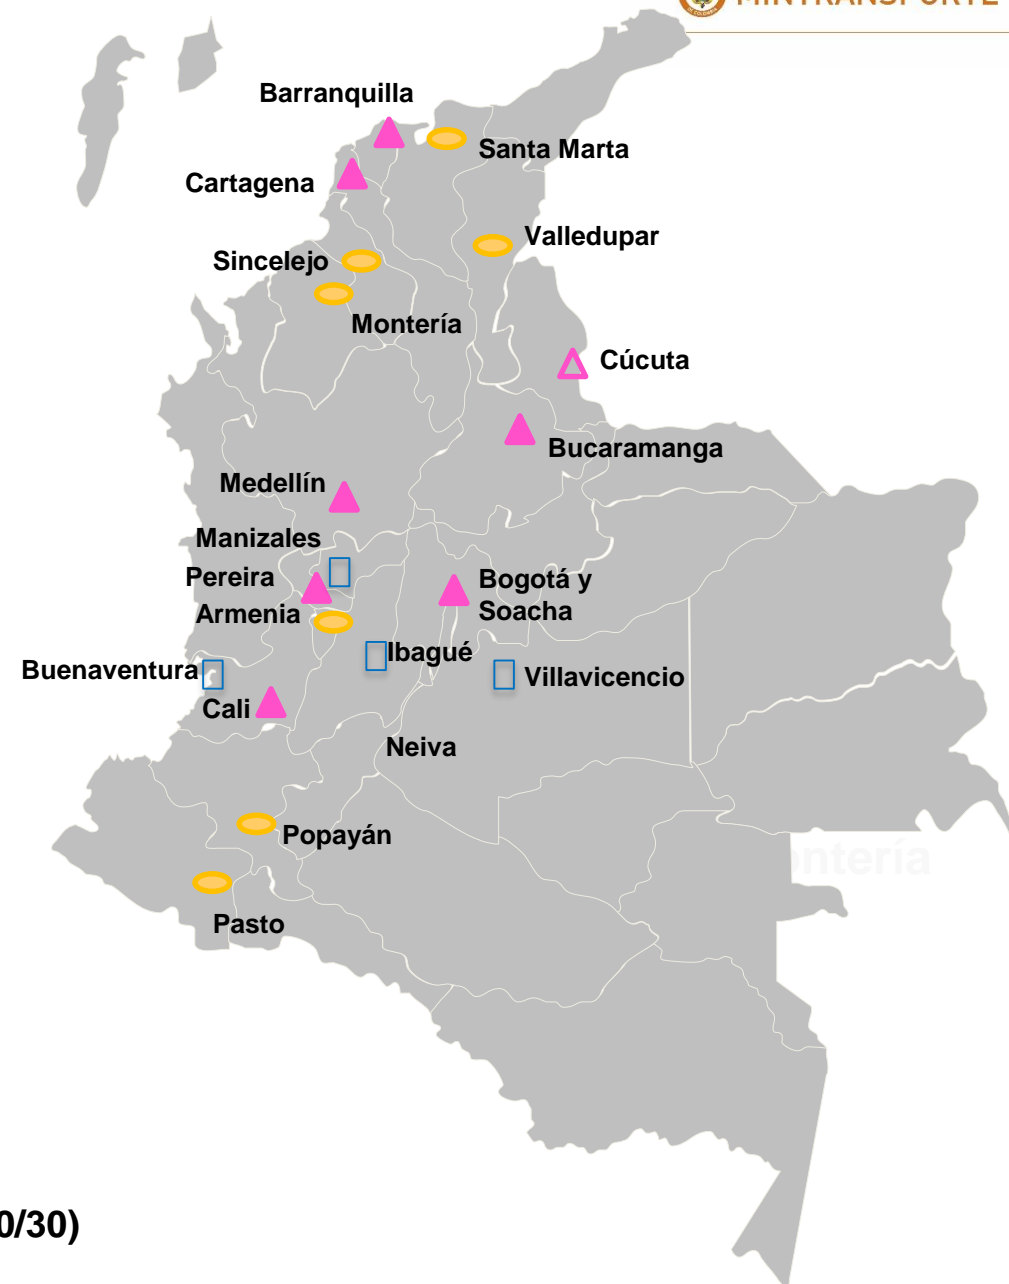 MINTRANSPORTE
Barranquilla
Santa Marta
Cartagena
Valledupar
Sincelejo
Montería
Cúcuta
Bucaramanga
Medellín
Manizales
Pereira
Bogotá y
Soacha
Armenia
Ibagué
Buenaventura
Villavicencio
Cali
Neiva
Popayán
ontería
Pasto
0/30)